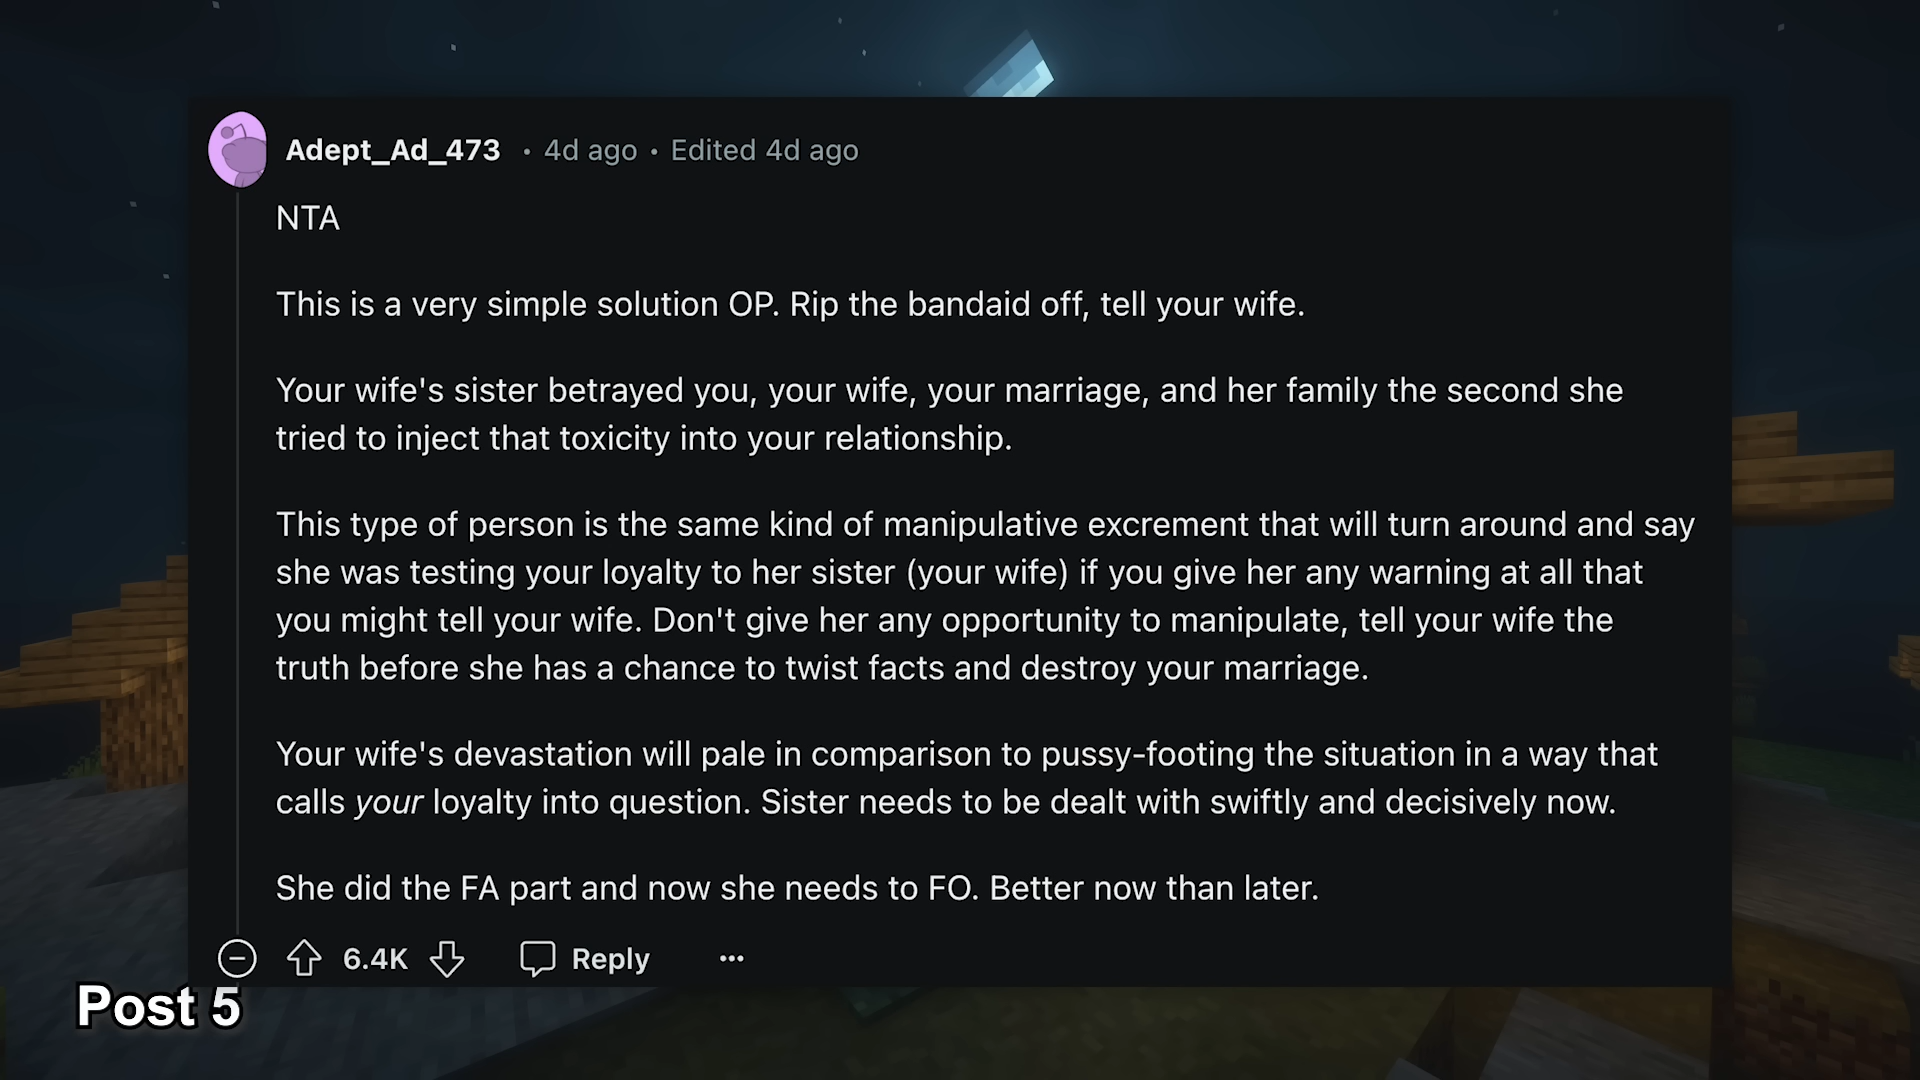 Adept_Ad_473 • 4d ago • Edited 4d ago
NTA
This is a very simple solution OP. Rip the bandaid off, tell your wife.
Your wife's sister betrayed you, your wife, your marriage, and her family the second she
tried to inject that toxicity into your relationship.
This type of person is the same kind of manipulative excrement that will turn around and say
she was testing your loyalty to her sister (your wife) if you give her any warning at all that
you might tell your wife. Don't give her any opportunity to manipulate, tell your wife the
truth before she has a chance to twist facts and destroy your marriage.
Your wife's devastation will pale in comparison to pussy-footing the situation in a way that
calls your loyalty into question. Sister needs to be dealt with swiftly and decisively now.
She did the FA part and now she needs to FO. Better now than later.
6.4K Reply ...
Post 5